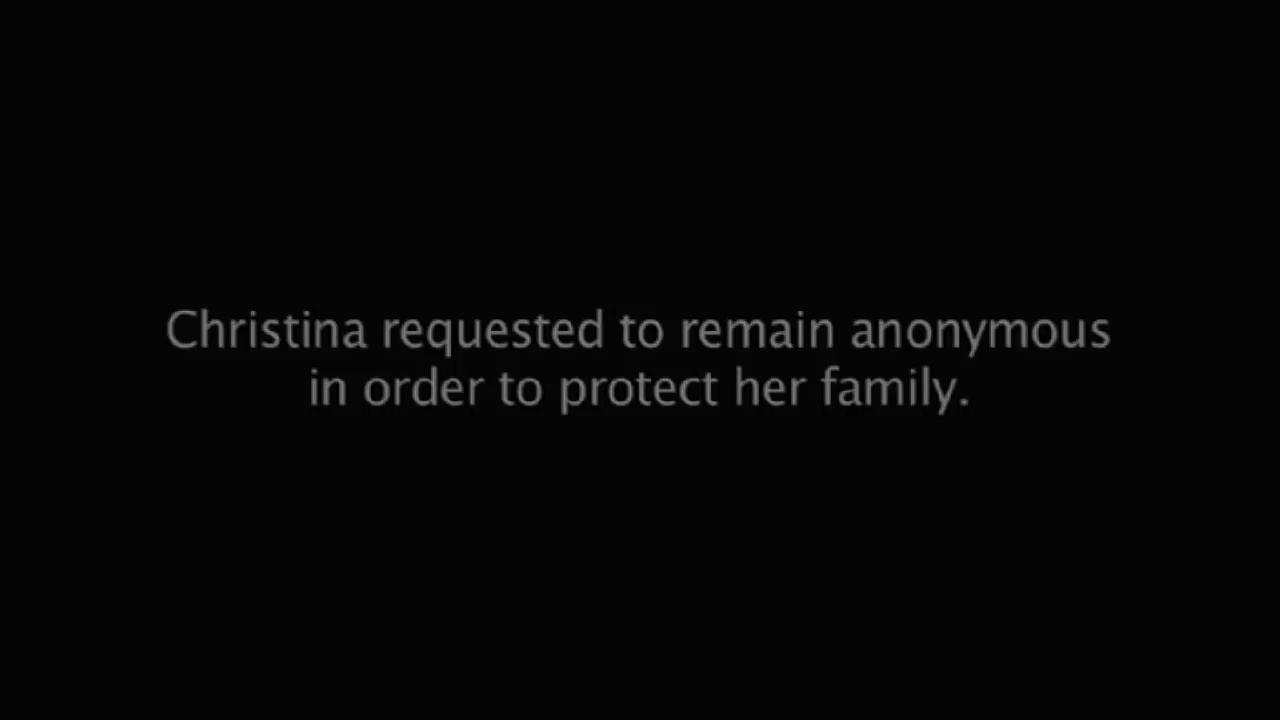 Christina requested to remain anonymous
in order to protect her family.